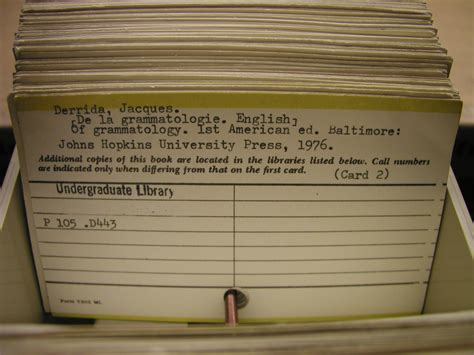 Derrida, Jacques.
[De la grammatologie. English]
Of grammatology. 1st American ed. Baltimore:
Johns Hopkins University Press, 1976.
Additional copies of this book are located in the libraries listed below. Call numbers
are indicated only when differing from that on the first card. (Card 2)
Undergraduate Library
P 105 .D443
Form